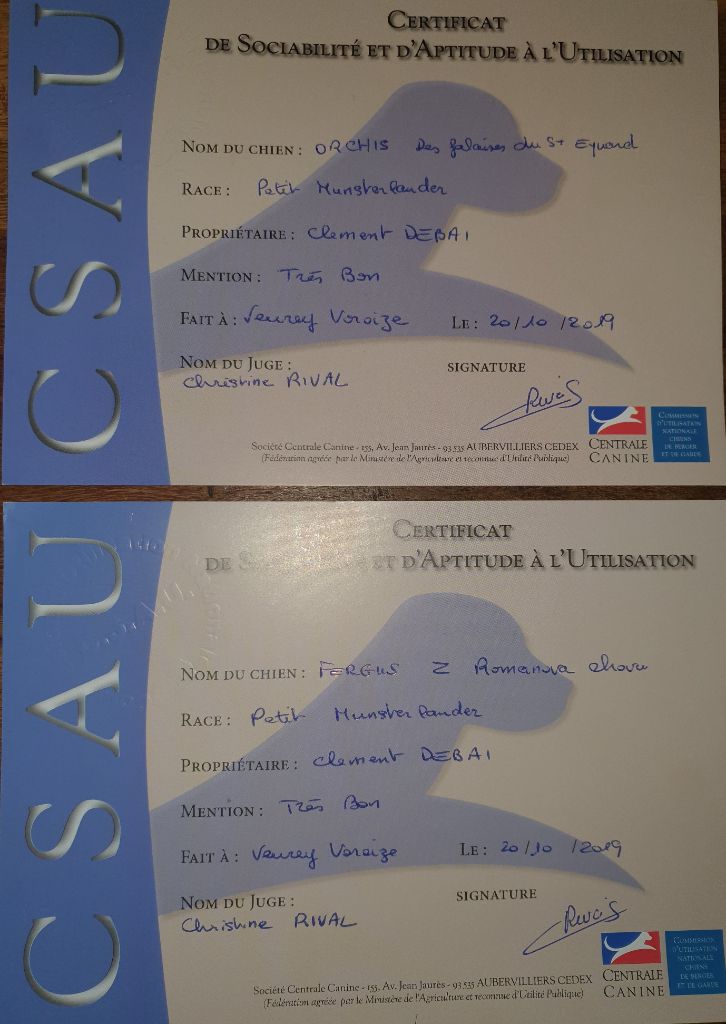 CSAU
CERTIFICAT
DE SOCIABILITÉ ET D'APTITUDE À L'UTILISATION
NOM DU CHIEN : ORCHIS Des falaises du St Eynard
RACE : Petit Munsterlander
PROPRIÉTAIRE : Clement DEBAI
MENTION : Très Bon
FAIT À : Veurey Voroize LE : 20/10/2019
NOM DU JUGE : SIGNATURE
Christine RIVAL
CENTRALE
CANINE
COMMISSION
D'UTILISATION
NATIONALE
CHIENS
DE BERGER
ET DE GARDE
Société Centrale Canine - 155, Av. Jean Jaurès - 93 535 AUBERVILLIERS CEDEX
(Fédération agréée par le Ministère de l'Agriculture et reconnue d'Utilité Publique)
CSAU
CERTIFICAT
DE SOCIABILITÉ ET D'APTITUDE À L'UTILISATION
NOM DU CHIEN : FERGUS Z Romanova
RACE : Petit Munsterlander
PROPRIÉTAIRE : Clement DEBAI
MENTION : Très Bon
FAIT À : Veurey Voroize LE : 20/10/2019
NOM DU JUGE : SIGNATURE
Christine RIVAL
CENTRALE
CANINE
COMMISSION
D'UTILISATION
NATIONALE
CHIENS
DE BERGER
ET DE GARDE
Société Centrale Canine - 155, Av. Jean Jaurès - 93 535 AUBERVILLIERS CEDEX
(Fédération agréée par le Ministère de l'Agriculture et reconnue d'Utilité Publique)